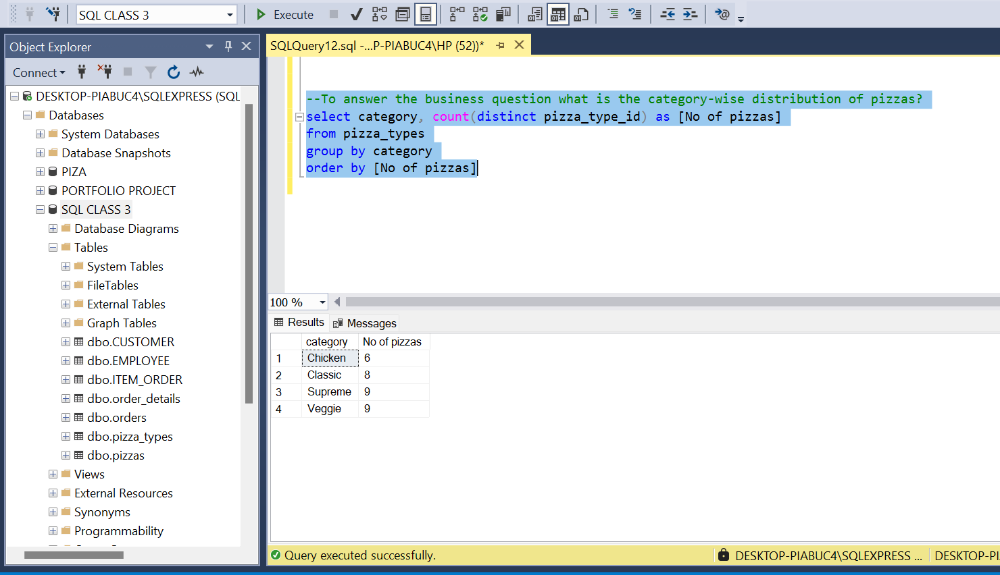 SQL CLASS 3
Execute
Object Explorer
Connect
DESKTOP-PIABUC4\SQLEXPRESS (SQL
Databases
System Databases
Database Snapshots
PIZA
PORTFOLIO PROJECT
SQL CLASS 3
Database Diagrams
Tables
System Tables
FileTables
External Tables
Graph Tables
dbo.CUSTOMER
dbo.EMPLOYEE
dbo.ITEM_ORDER
dbo.order_details
dbo.orders
dbo.pizza_types
dbo.pizzas
Views
External Resources
Synonyms
Programmability
SQLQuery12.sql -...P-PIABUC4\HP (52))*
--To answer the business question what is the category-wise distribution of pizzas?
select category, count(distinct pizza_type_id) as [No of pizzas]
from pizza_types
group by category
order by [No of pizzas]
100 %
Results Messages
category No of pizzas
1 Chicken 6
2 Classic 8
3 Supreme 9
4 Veggie 9
Query executed successfully. DESKTOP-PIABUC4\SQLEXPRESS ... DESKTOP-PI